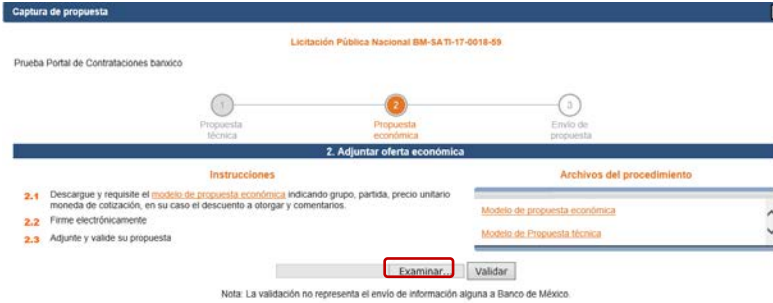 Captura de propuesta
Licitación Pública Nacional BM-SATI-17-0018-59
Prueba Portal de Contrataciones banxico
1
2
3
Propuesta técnica
Propuesta económica
Envío de propuesta
2. Adjuntar oferta económica
Instrucciones
2.1 Descargue y requisite el modelo de propuesta económica indicando grupo, partida, precio unitario
moneda de cotización, en su caso el descuento a otorgar y comentarios.
2.2 Firme electrónicamente
2.3 Adjunte y valide su propuesta
Archivos del procedimiento
Modelo de propuesta económica
Modelo de Propuesta técnica
Examinar... Validar
Nota: La validación no representa el envío de información alguna a Banco de México.